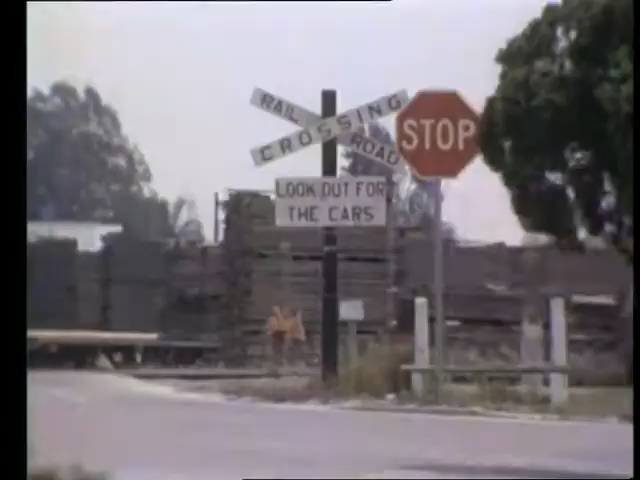 RAIL ROAD
CROSSING
STOP
LOOK OUT FOR
THE CARS